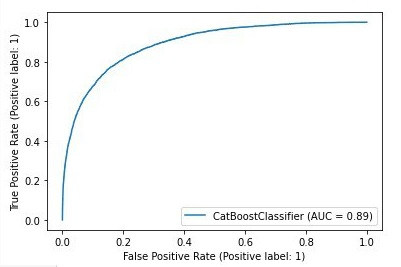 1.0
0.8
0.6
0.4
0.2
0.0
True Positive Rate (Positive label: 1)
CatBoostClassifier (AUC = 0.89)
0.0 0.2 0.4 0.6 0.8 1.0
False Positive Rate (Positive label: 1)